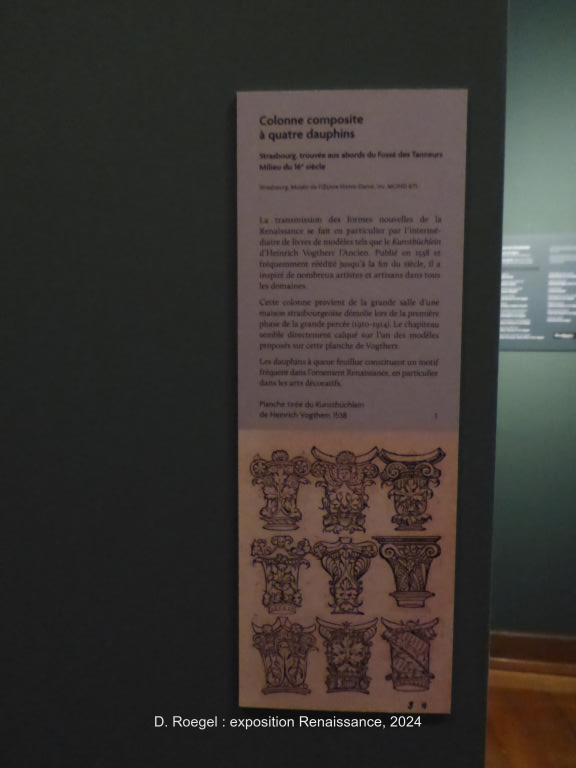 Colonne composite
à quatre dauphins
Strasbourg, trouvée aux abords du Fossé des Tanneurs
Milieu du 16e siècle
Strasbourg, Musée de l'Œuvre Notre-Dame, inv. MOND 675
La transmission des formes nouvelles de la
Renaissance se fait en particulier par l'intermé-
diaire de livres de modèles tels que le Kunstbüchlein
d'Heinrich Vogtherr l'Ancien. Publié en 1538 et
fréquemment réédité jusqu'à la fin du siècle, il a
inspiré de nombreux artistes et artisans dans tous
les domaines.
Cette colonne provient de la grande salle d'une
maison strasbourgeoise démolie lors de la première
phase de la grande percée (1910-1914). Le chapiteau
semble directement calqué sur l'un des modèles
proposés sur cette planche de Vogtherr.
Les dauphins à queue feuillue constituent un motif
fréquent dans l'ornement Renaissance, en particulier
dans les arts décoratifs.
Planche tirée du Kunstbüchlein
de Heinrich Vogtherr, 1538
1
D. Roegel : exposition Renaissance, 2024